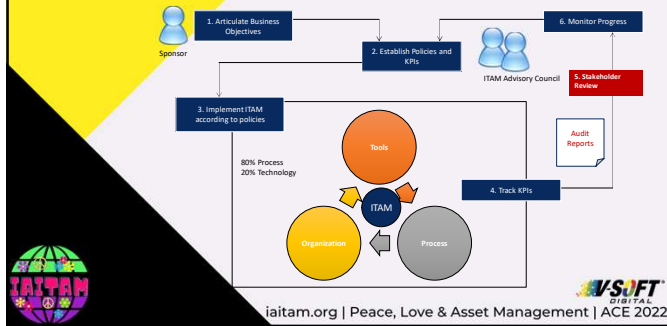 1. Articulate Business
Objectives
6. Monitor Progress
Sponsor
2. Establish Policies and
KPIs
ITAM Advisory Council
5. Stakeholder
Review
3. Implement ITAM
according to policies
Audit
Reports
Tools
80% Process
20% Technology
4. Track KPIs
ITAM
Organization
Process
IAITAM
V-SOFT
DIGITAL
iaitam.org | Peace, Love & Asset Management | ACE 2022